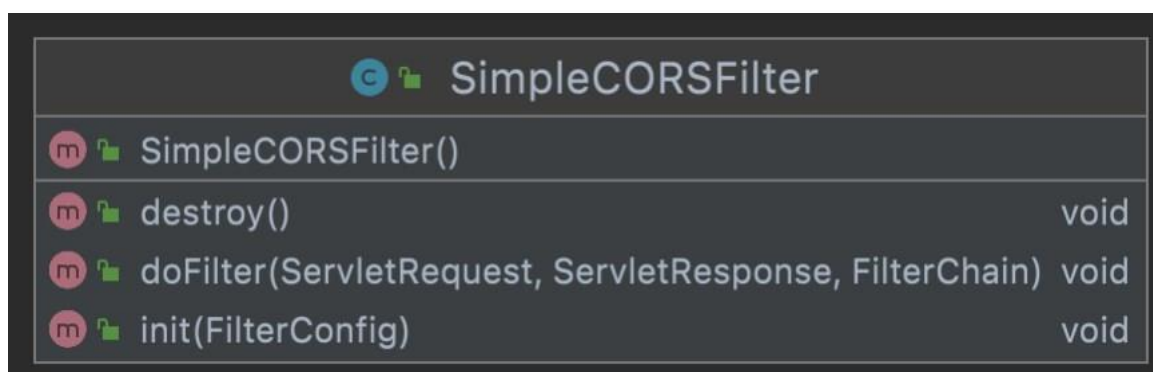 C SimpleCORSFilter
m SimpleCORSFilter()
m destroy() void
m doFilter(ServletRequest, ServletResponse, FilterChain) void
m init(FilterConfig) void